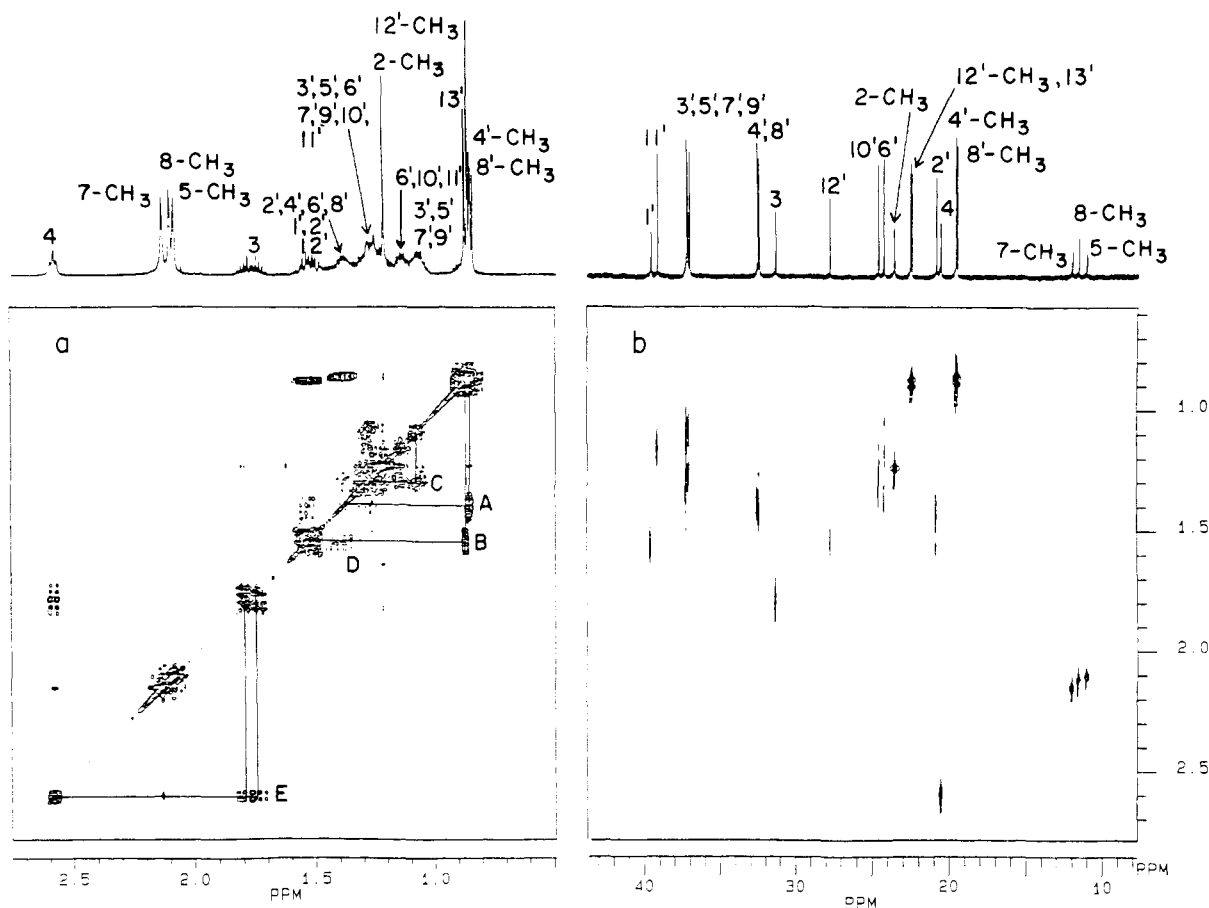 12'-CH3
2-CH3
3',5',6'
7',9',10',
11'
13'
4'-CH3
8'-CH3
8-CH3
7-CH3
5-CH3
2',4',6',8'
2'
2'
6',10',11'
3',5'
7',9'
4
3
12'-CH3,13'
2-CH3
4'-CH3
8'-CH3
3',5',7',9'
11'
4',8'
10'6'
2'
1'
3
12'
4
8-CH3
7-CH3
5-CH3
a
C
A
B
D
E
2.5
2.0
1.5
1.0
PPM
b
1.0
1.5
2.0
2.5
PPM
40
30
20
10
PPM